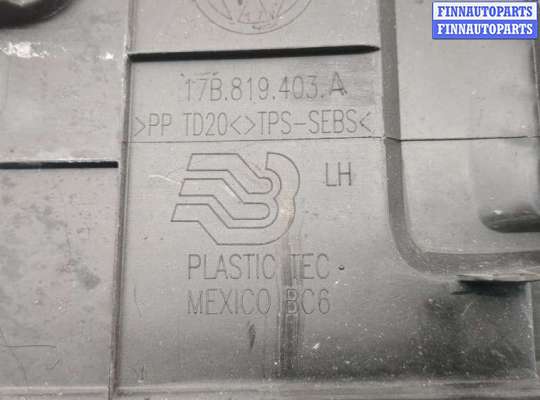 FINNAUTOPARTS
FINNAUTOPARTS
17B.819.403.A
>PP TD20<>TPS-SEBS<
LH
PLASTIC TEC
MEXICO BC6